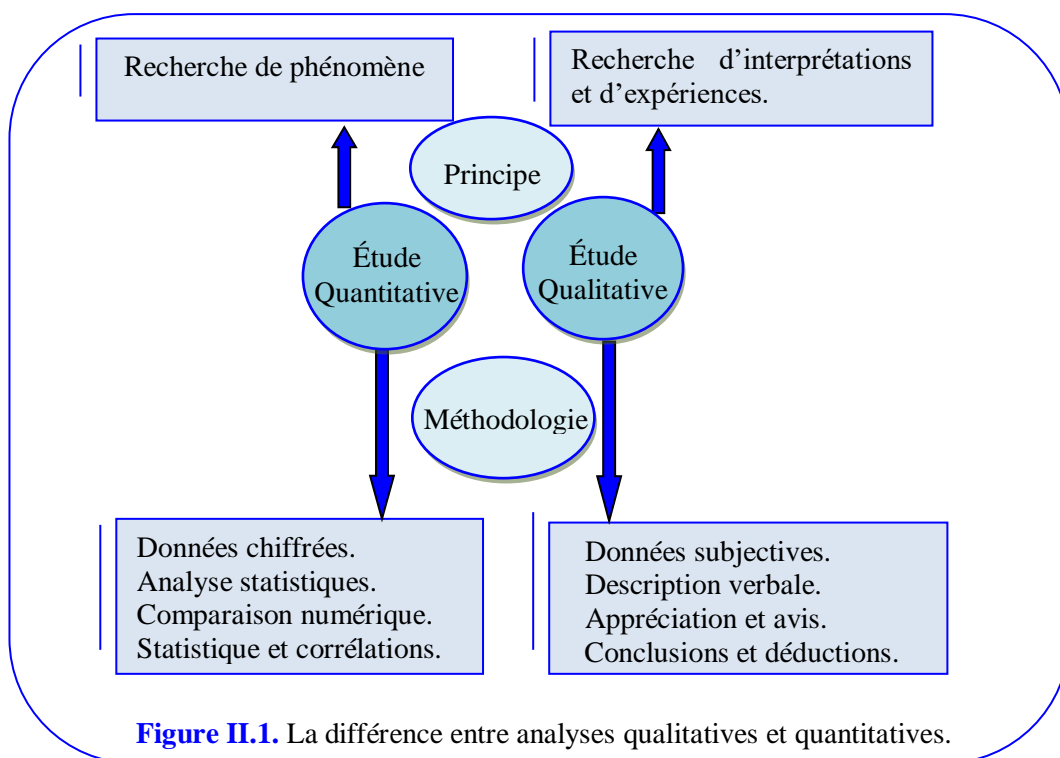 Recherche de phénomène
Recherche d’interprétations
et d’expériences.
Principe
Étude
Quantitative
Étude
Qualitative
Méthodologie
Données chiffrées.
Analyse statistiques.
Comparaison numérique.
Statistique et corrélations.
Données subjectives.
Description verbale.
Appréciation et avis.
Conclusions et déductions.
Figure II.1. La différence entre analyses qualitatives et quantitatives.